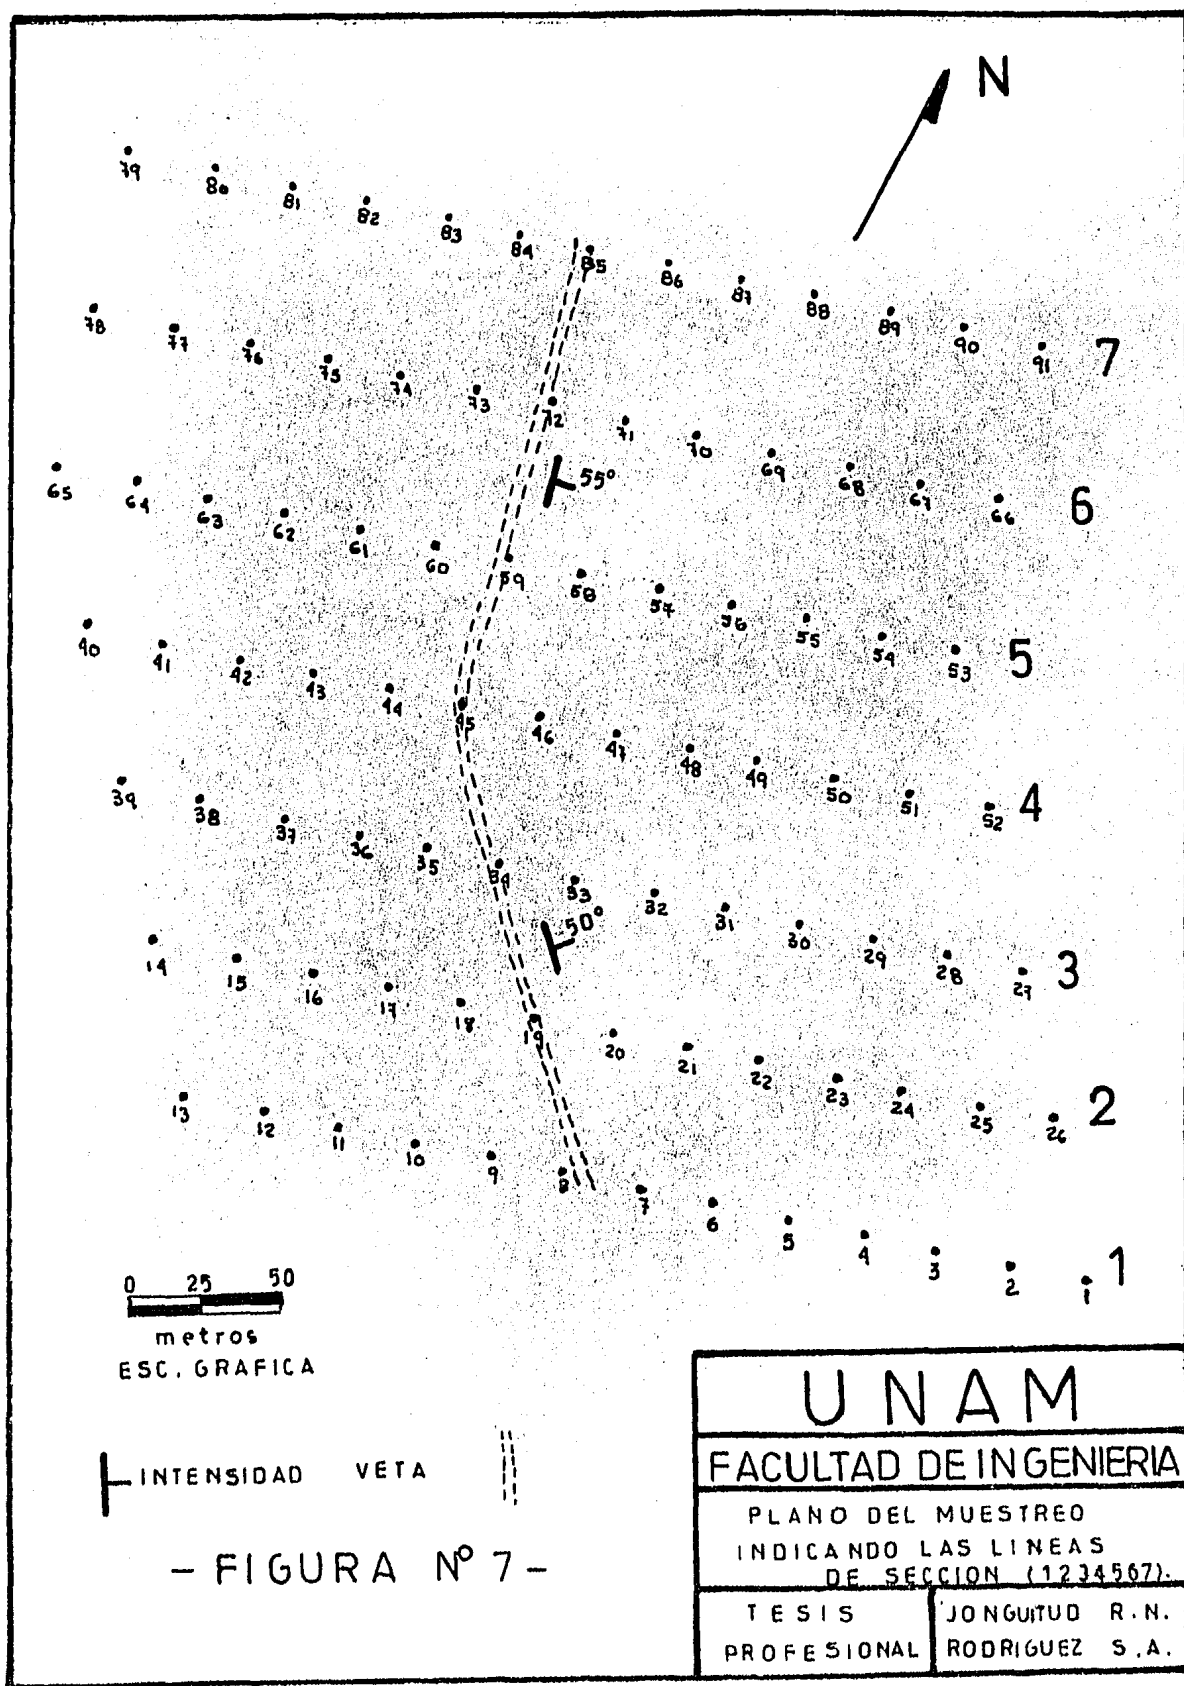 N
79 80 81 82 83 84 85 86 87 88 89 90 91 7
78 77 76 75 74 73 72 71 70 69 68 67 66 6
55°
65 64 63 62 61 60 59 58 57 56 55 54 53 5
40 41 42 43 44 45 46 47 48 49 50 51 52 4
39 38 37 36 35 34 33 32 31 30 29 28 27 3
50°
14 15 16 17 18 19 20 21 22 23 24 25 26 2
13 12 11 10 9 8 7 6 5 4 3 2 1 1
0 25 50
metros
ESC. GRAFICA
INTENSIDAD VETA
- FIGURA Nº 7 -
UNAM
FACULTAD DE INGENIERIA
PLANO DEL MUESTREO
INDICANDO LAS LINEAS
DE SECCION (1234567).
TESIS
PROFESIONAL
JONGUITUD R.N.
RODRIGUEZ S.A.